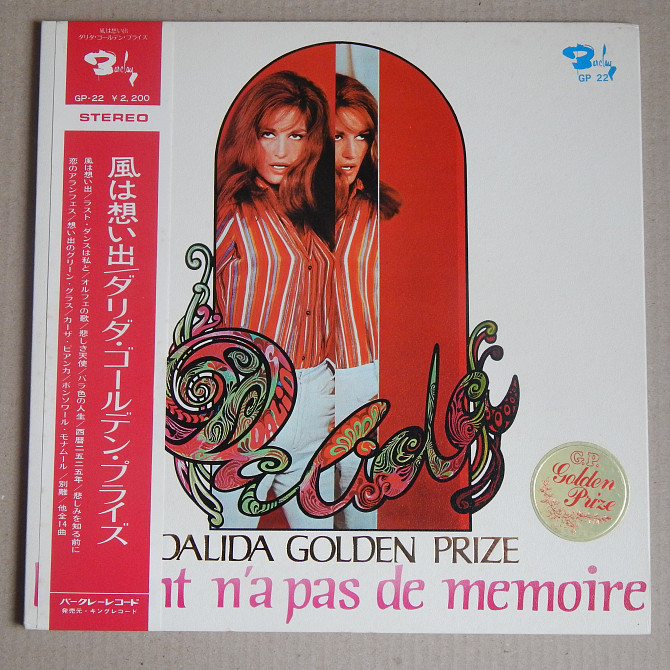 風は想い出
ダリダ・ゴールデン・プライズ
Barclay
GP-22 ¥2,200
STEREO
風は想い出/ダリダ・ゴールデン・プライズ
風は想い出/ラスト・ダンスは私と/オルフェの歌/悲しき天使/バラ色の人生/西暦二五二五年/悲しみを知る前に
恋のアランフェス/想い出のグリーン・グラス/カーザ・ビアンカ/ボンソワール・モナムール/別離/他全14曲
バークレーレコード
発売元・キングレコード
Barclay
GP 22
Dalida
G.P.
Golden
Prize
DALIDA GOLDEN PRIZE
nt n'a pas de memoire